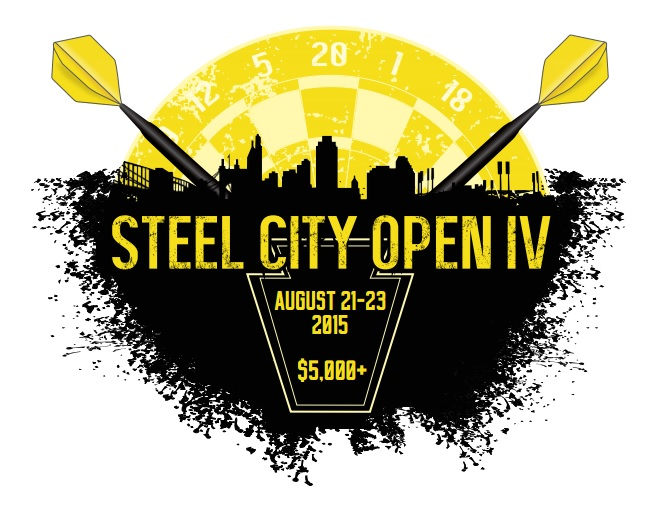 12 5 20 1 18
STEEL CITY OPEN IV
AUGUST 21-23
2015
$5,000+